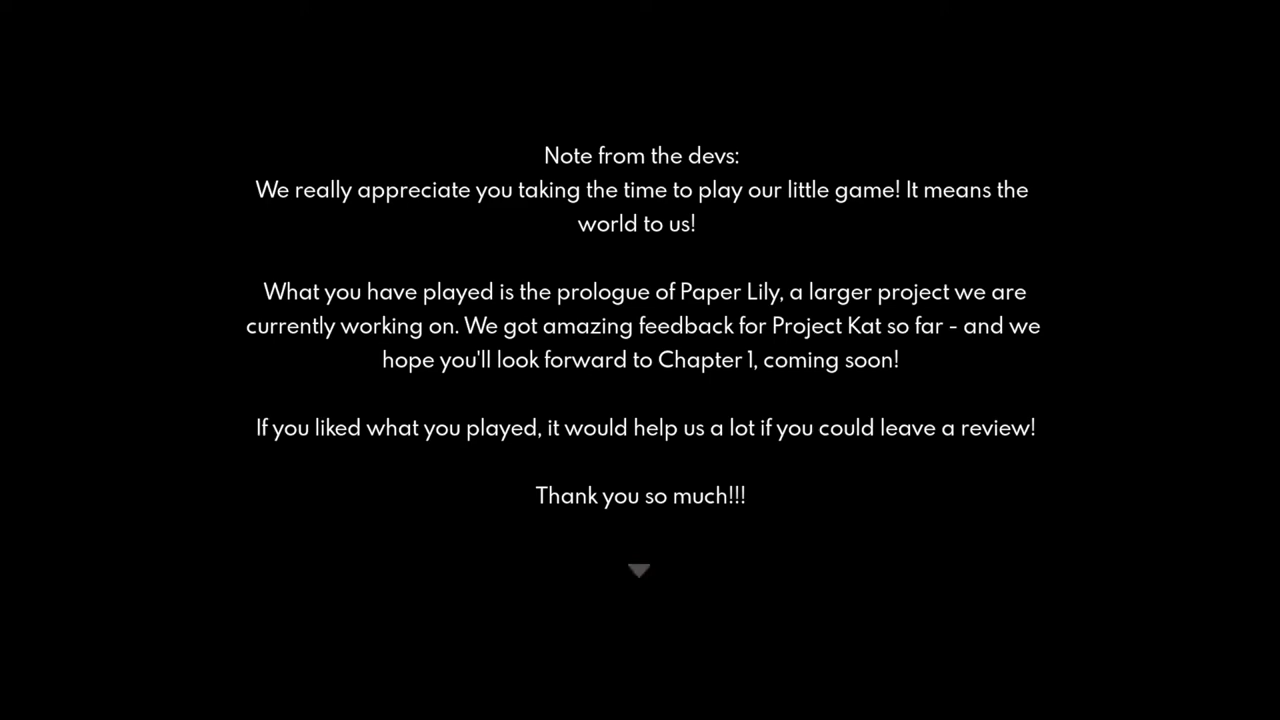 Note from the devs:
We really appreciate you taking the time to play our little game! It means the
world to us!
What you have played is the prologue of Paper Lily, a larger project we are
currently working on. We got amazing feedback for Project Kat so far - and we
hope you'll look forward to Chapter 1, coming soon!
If you liked what you played, it would help us a lot if you could leave a review!
Thank you so much!!!